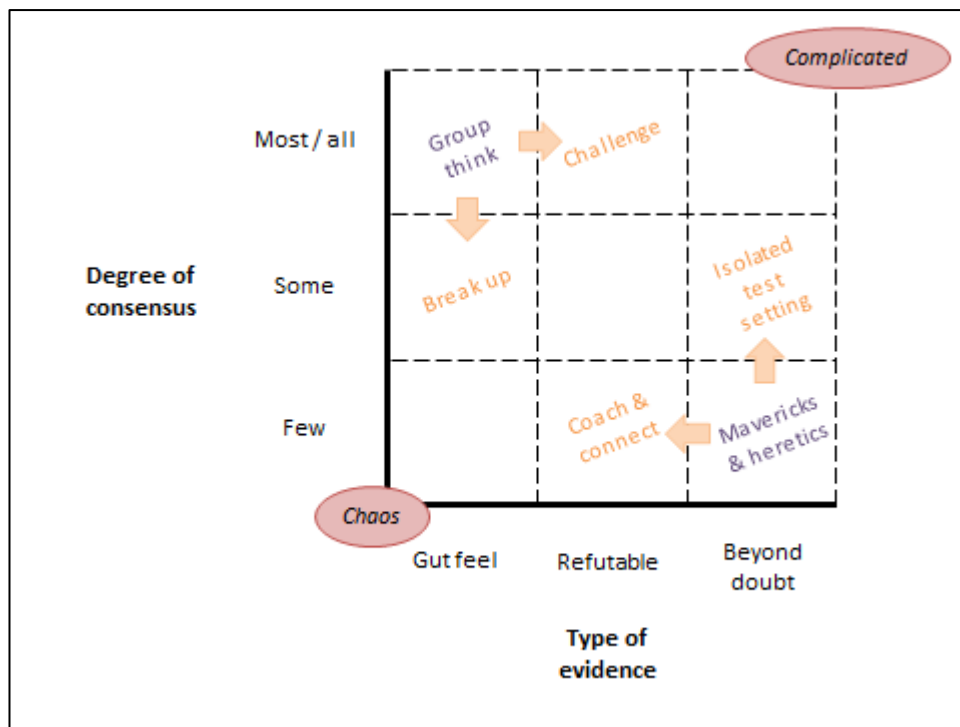 Complicated
Most / all
Group
think
Challenge
Degree of
consensus
Some
Break up
Isolated
test
setting
Few
Coach &
connect
Mavericks
& heretics
Chaos
Gut feel
Refutable
Beyond
doubt
Type of
evidence